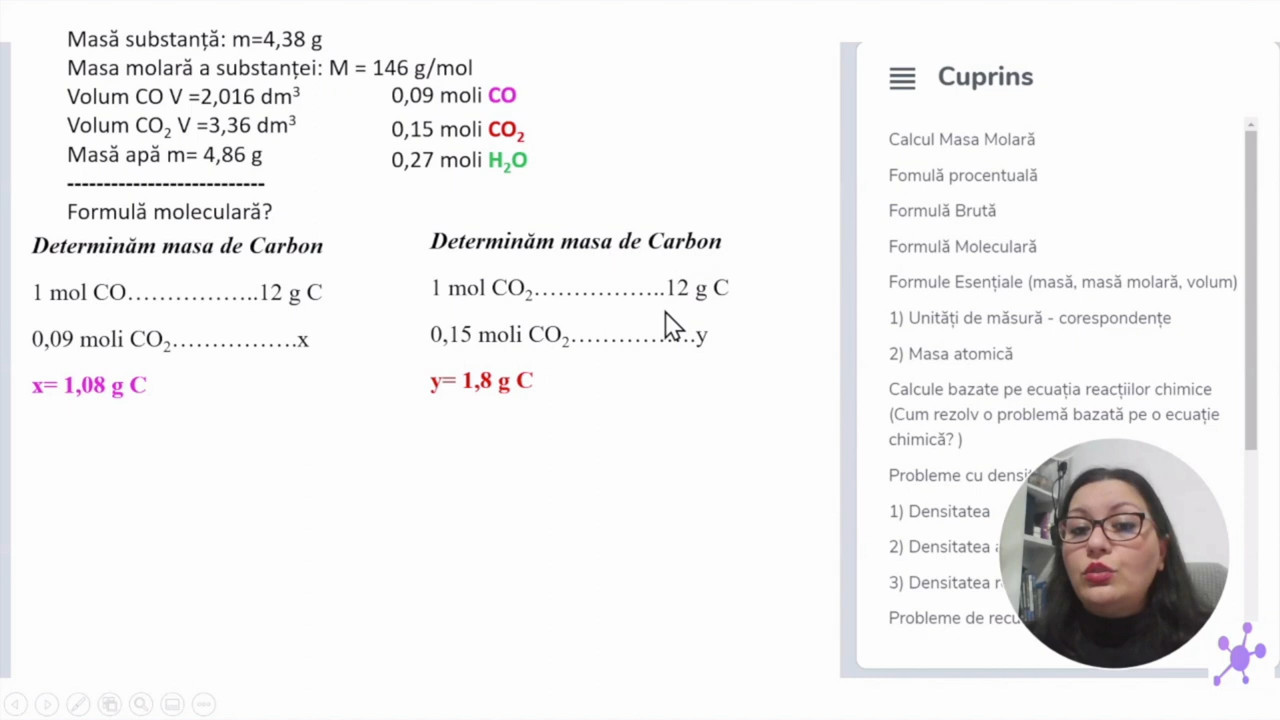 Masă substanță: m=4,38 g
Masa molară a substanței: M = 146 g/mol
Volum CO V =2,016 dm³
0,09 moli CO
Volum CO₂ V =3,36 dm³
0,15 moli CO₂
Masă apă m= 4,86 g
0,27 moli H₂O
---------------------------
Formulă moleculară?
Determinăm masa de Carbon
1 mol CO……………..12 g C
0,09 moli CO₂…………….x
x= 1,08 g C
Determinăm masa de Carbon
1 mol CO₂……………..12 g C
0,15 moli CO₂……………..y
y= 1,8 g C
Cuprins
Calcul Masa Molară
Fomulă procentuală
Formulă Brută
Formulă Moleculară
Formule Esențiale (masă, masă molară, volum)
1) Unități de măsură - corespondențe
2) Masa atomică
Calcule bazate pe ecuația reacțiilor chimice
(Cum rezolv o problemă bazată pe o ecuație
chimică? )
Probleme cu densi
1) Densitatea
2) Densitatea
3) Densitatea r
Probleme de recu